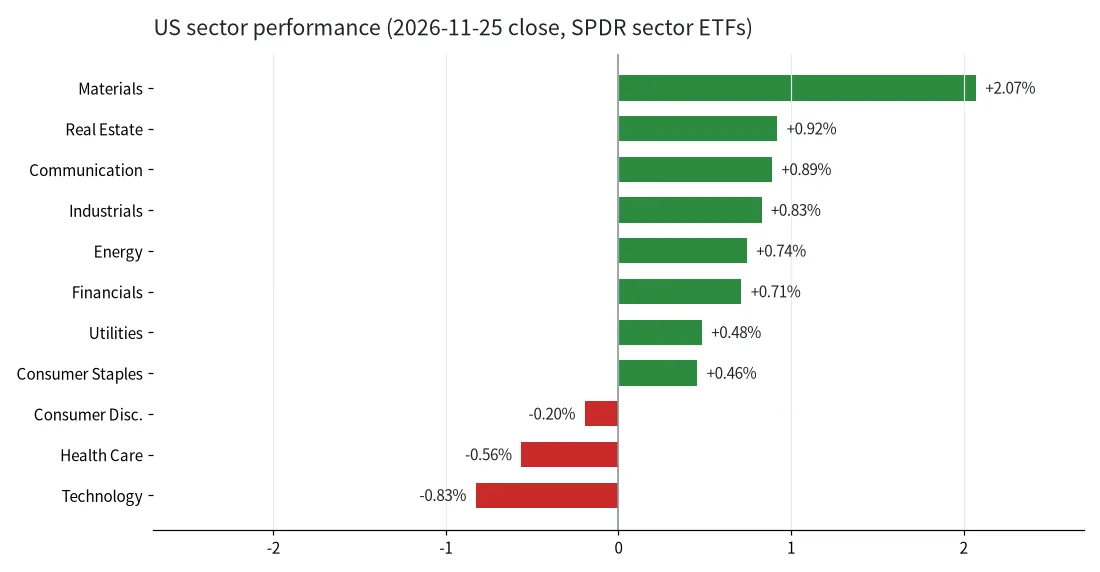 US sector performance (2026-11-25 close, SPDR sector ETFs)
Materials +2.07%
Real Estate +0.92%
Communication +0.89%
Industrials +0.83%
Energy +0.74%
Financials +0.71%
Utilities +0.48%
Consumer Staples +0.46%
Consumer Disc. -0.20%
Health Care -0.56%
Technology -0.83%
-2 -1 0 1 2